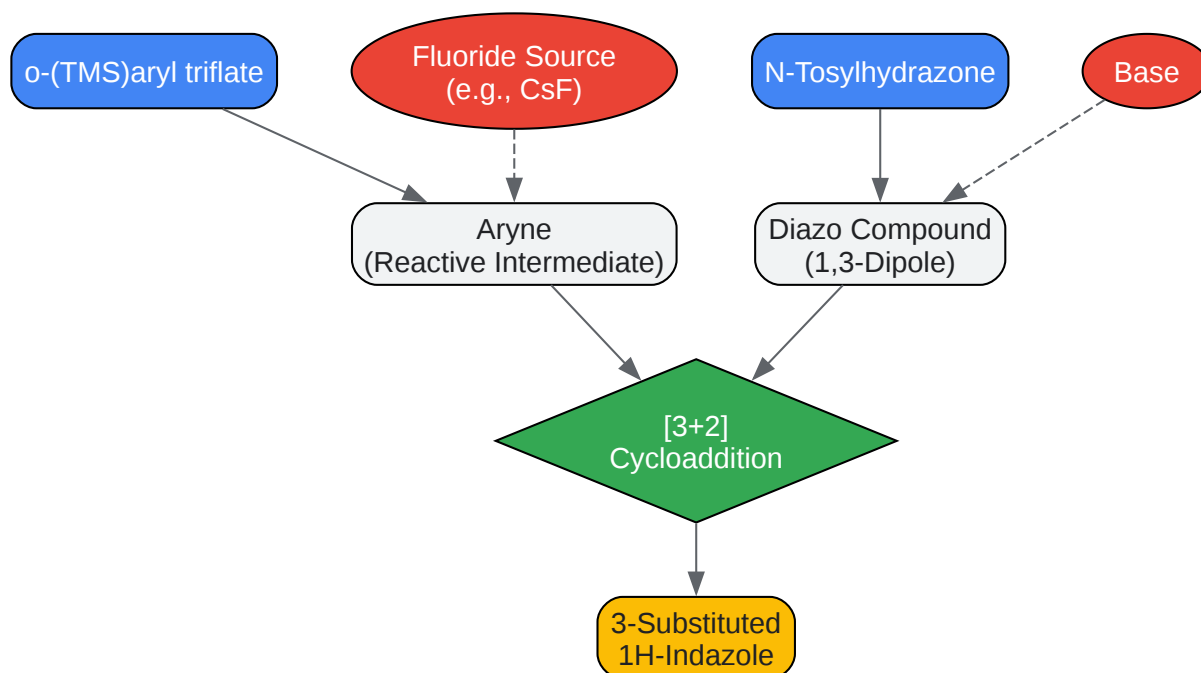 o-(TMS)aryl triflate
Fluoride Source
(e.g., CsF)
N-Tosylhydrazone
Base
Aryne
(Reactive Intermediate)
Diazo Compound
(1,3-Dipole)
[3+2]
Cycloaddition
3-Substituted
1H-Indazole